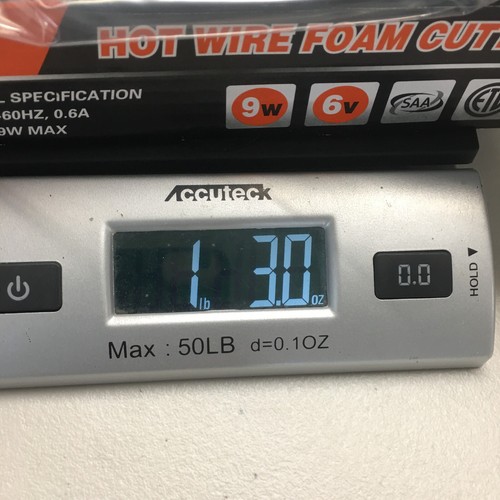 HOT WIRE FOAM CUT
L SPECIFICATION
60HZ, 0.6A
9W MAX
9W
6V
SAA
ETL
Accuteck
1 lb 3.0 oz
0.0
HOLD
Max : 50LB d=0.1OZ